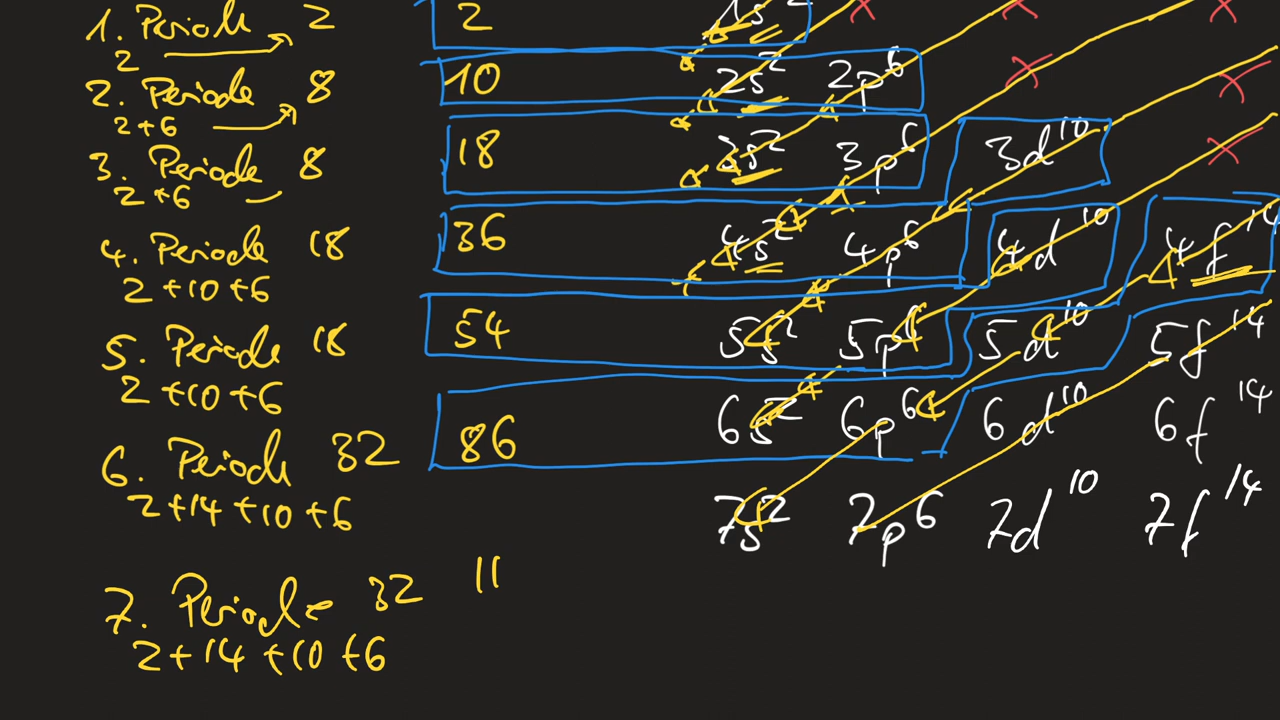 1. Periode 2 2 1s²
2
2. Periode 8 10 2s² 2p⁶
2+6
3. Periode 8 18 3s² 3p⁶ 3d¹⁰
2+6
4. Periode 18 36 4s² 4p⁶ 4d¹⁰ 4f¹⁴
2+10+6
5. Periode 18 54 5s² 5p⁶ 5d¹⁰ 5f¹⁴
2+10+6
6. Periode 32 86 6s² 6p⁶ 6d¹⁰ 6f¹⁴
2+14+10+6
7s² 7p⁶ 7d¹⁰ 7f¹⁴
7. Periode 32 11
2+14+10+6